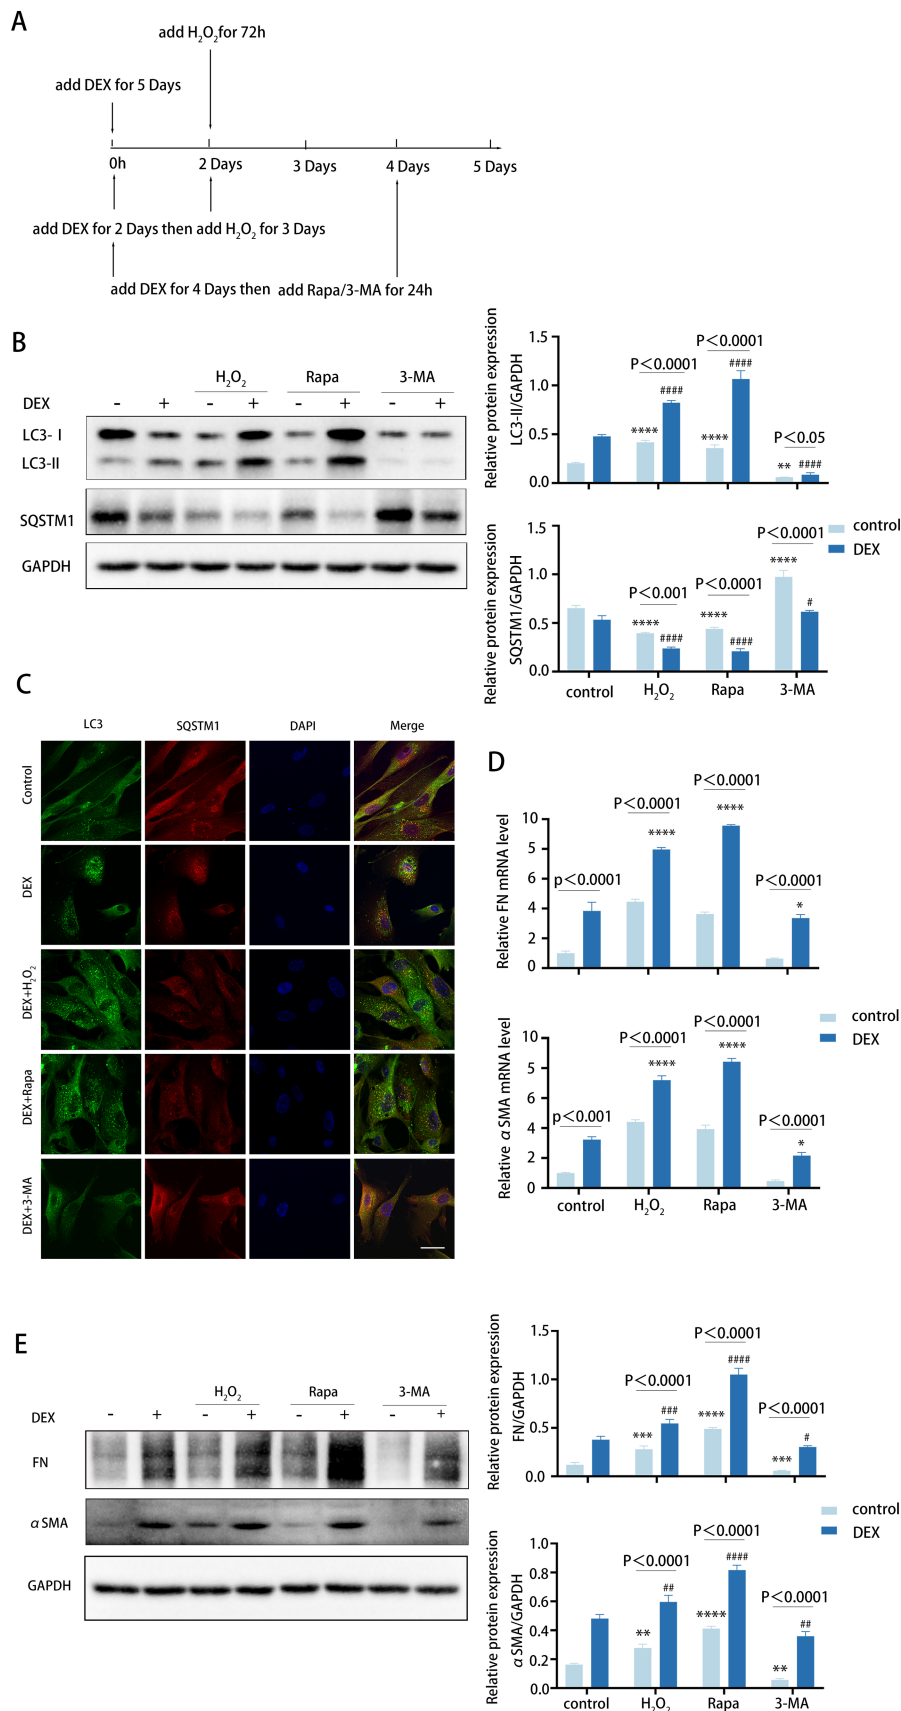 A
add H2O2 for 72h
add DEX for 5 Days
0h 2 Days 3 Days 4 Days 5 Days
add DEX for 2 Days then add H2O2 for 3 Days
add DEX for 4 Days then add Rapa/3-MA for 24h
B
H2O2 Rapa 3-MA
DEX - + - + - + - +
LC3- I
LC3-II
SQSTM1
GAPDH
Relative protein expression
LC3-II/GAPDH
1.5
1.0
0.5
0.0
P<0.0001
P<0.0001
P<0.05
**** #### **** #### ** ####
Relative protein expression
SQSTM1/GAPDH
1.5
1.0
0.5
0.0
P<0.001
P<0.0001
P<0.0001
**** #### **** #### **** #
control
DEX
control H2O2 Rapa 3-MA
C
LC3 SQSTM1 DAPI Merge
Control
DEX
DEX+H2O2
DEX+Rapa
DEX+3-MA
D
Relative FN mRNA level
10
5
6
4
2
0
p<0.0001
P<0.0001
P<0.0001
P<0.0001
**** **** *
Relative α SMA mRNA level
10
5
6
4
2
0
p<0.001
P<0.0001
P<0.0001
P<0.0001
**** **** *
control
DEX
control H2O2 Rapa 3-MA
E
H2O2 Rapa 3-MA
DEX - + - + - + - +
FN
α SMA
GAPDH
Relative protein expression
FN/GAPDH
1.5
1.0
0.5
0.0
P<0.0001
P<0.0001
P<0.0001
*** ### **** #### *** #
Relative protein expression
α SMA/GAPDH
1.0
0.8
0.6
0.4
0.2
0.0
P<0.0001
P<0.0001
P<0.0001
** ## **** #### ** ##
control
DEX
control H2O2 Rapa 3-MA